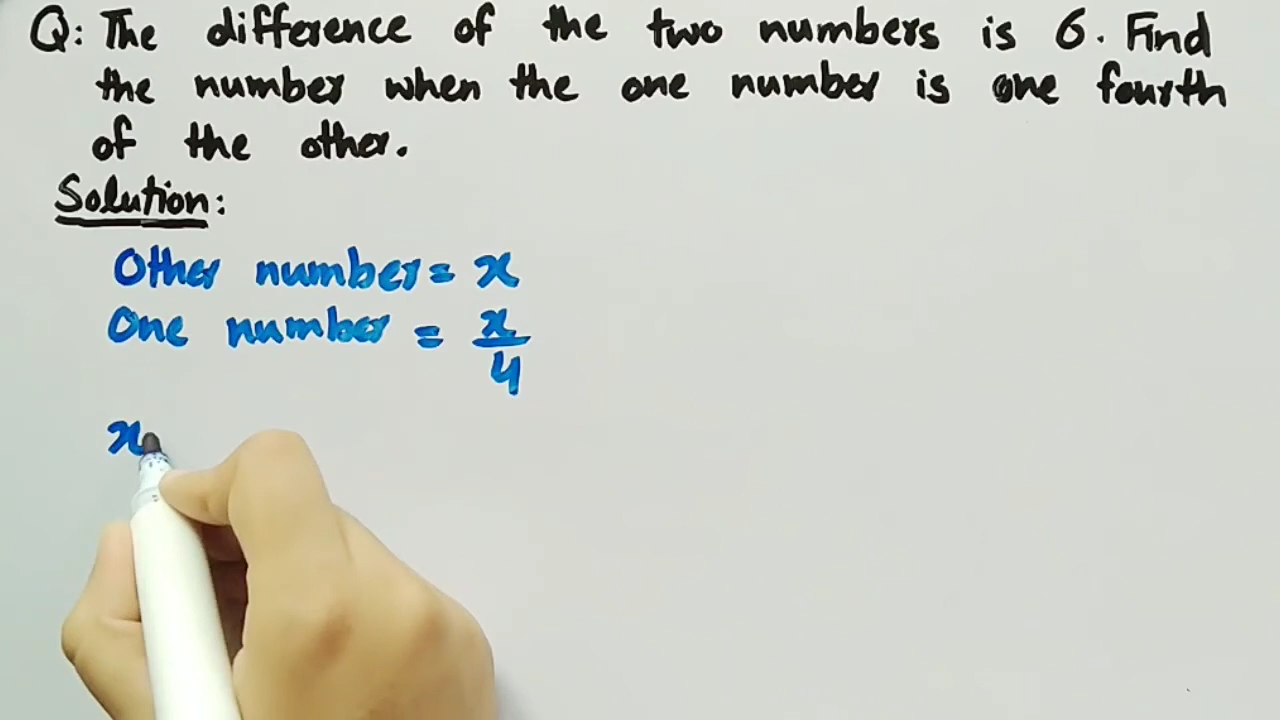 Q: The difference of the two numbers is 6. Find
the number when the one number is one fourth
of the other.
Solution:
Other number = x
One number = x/4
x